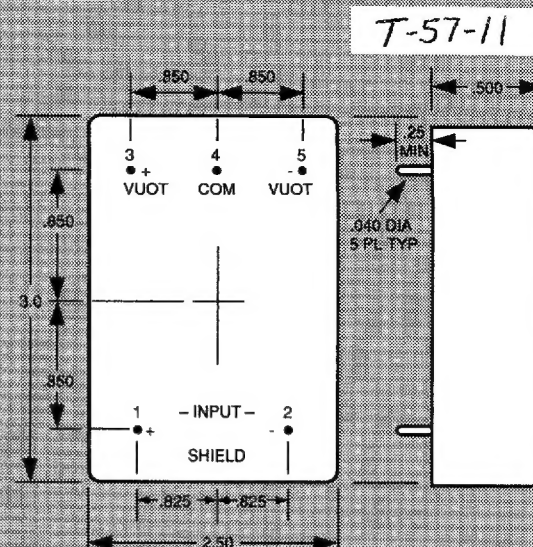 T-57-11
.850 .850 .500
3 4 5 .25
+ - MIN
VUOT COM VUOT
.040 DIA
.850 5 PL TYP
3.0
.850
1 – INPUT – 2
+ -
SHIELD
.825 .825
2.50